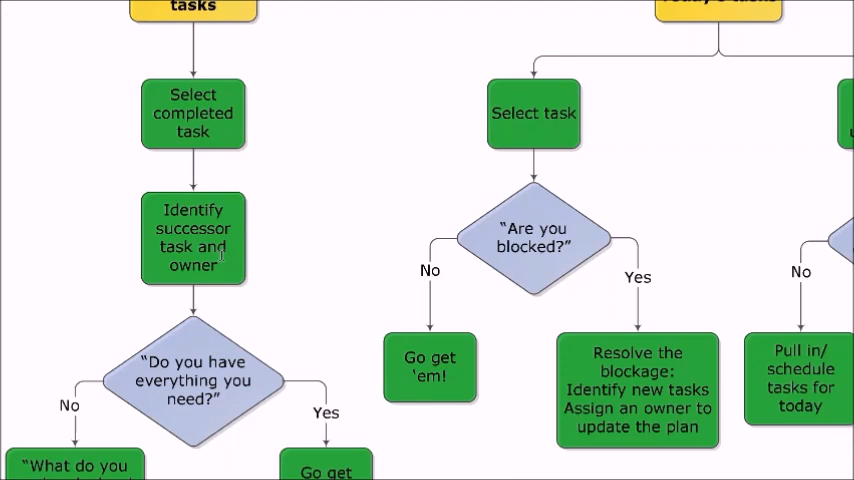 tasks
Select
completed
task
Identify
successor
task and
owner
"Do you have
everything you
need?"
No
Yes
"What do you
Go get
Select task
"Are you
blocked?"
No
Yes
Go get
'em!
Resolve the
blockage:
Identify new tasks
Assign an owner to
update the plan
No
Pull in/
schedule
tasks for
today